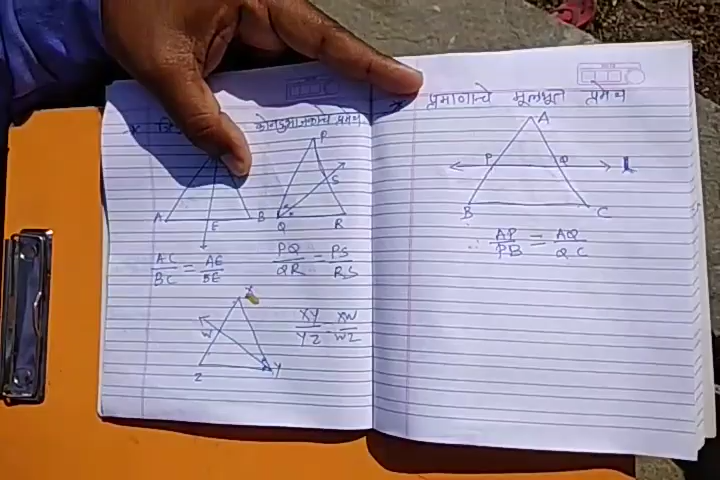 कोनदुभाजकाचे प्रमेय
P
S
A
E
B
Q
R
AC/BC = AE/BE
PQ/QR = PS/RS
X
W
Z
Y
XY/YZ = XW/WZ
* प्रमाणाचे मूलभूत प्रमेय
A
P
Q
l
B
C
∴ AP/PB = AQ/QC